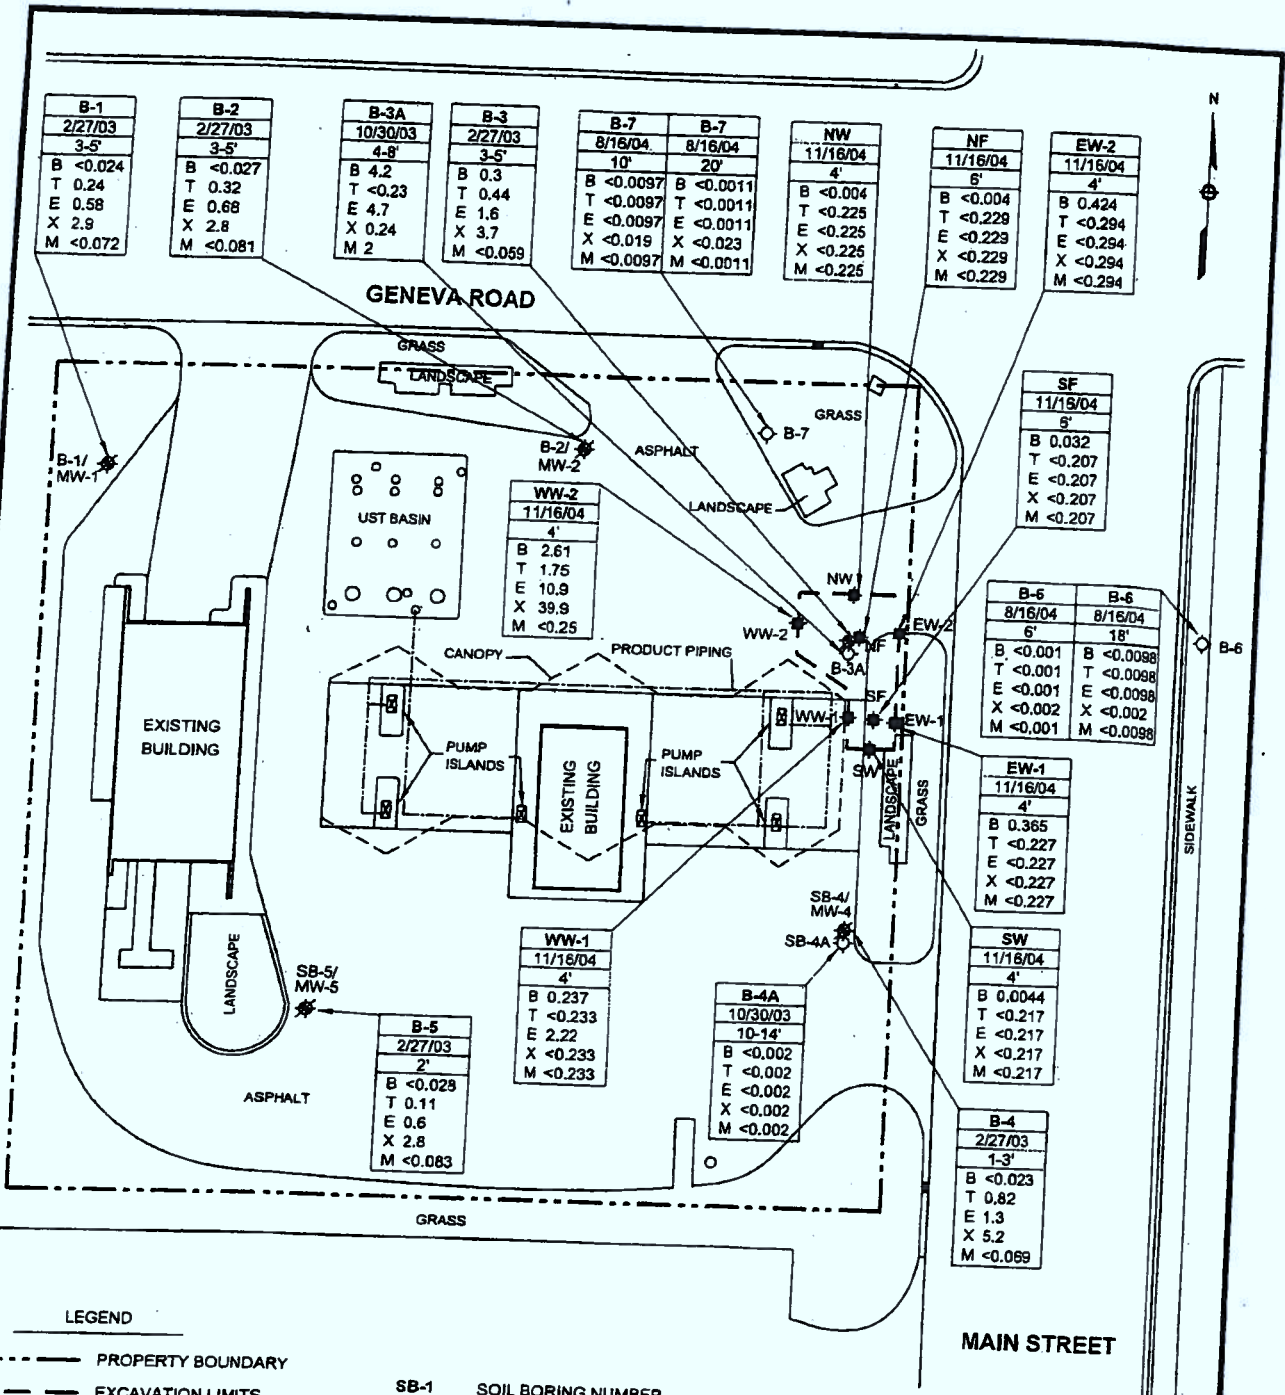 B-1
2/27/03
3-5'
B <0.024
T 0.24
E 0.58
X 2.9
M <0.072
B-2
2/27/03
3-5'
B <0.027
T 0.32
E 0.68
X 2.8
M <0.081
B-3A
10/30/03
4-8'
B 4.2
T <0.23
E 4.7
X 0.24
M 2
B-3
2/27/03
3-5'
B 0.3
T 0.44
E 1.6
X 3.7
M <0.059
B-7 B-7
8/16/04 8/16/04
10' 20'
B <0.0097 B <0.0011
T <0.0097 T <0.0011
E <0.0097 E <0.0011
X <0.019 X <0.023
M <0.0097 M <0.0011
NW
11/16/04
4'
B <0.004
T <0.225
E <0.225
X <0.225
M <0.225
NF
11/16/04
6'
B <0.004
T <0.229
E <0.229
X <0.229
M <0.229
EW-2
11/16/04
4'
B 0.424
T <0.294
E <0.294
X <0.294
M <0.294
N
GENEVA ROAD
GRASS
LANDSCAPE
GRASS
B-7
ASPHALT
LANDSCAPE
B-1/
MW-1
B-2/
MW-2
UST BASIN
SF
11/16/04
6'
B 0.032
T <0.207
E <0.207
X <0.207
M <0.207
WW-2
11/16/04
4'
B 2.61
T 1.75
E 10.9
X 39.9
M <0.25
NW
WW-2
NF
B-3A
EW-2
B-6 B-6
8/16/04 8/16/04
6' 18'
B <0.001 B <0.0098
T <0.001 T <0.0098
E <0.001 E <0.0098
X <0.002 X <0.002
M <0.001 M <0.0098
B-6
CANOPY
PRODUCT PIPING
SF
WW-1
EW-1
SW
EXISTING
BUILDING
PUMP
ISLANDS
EXISTING
BUILDING
PUMP
ISLANDS
LANDSCAPE
GRASS
SIDEWALK
EW-1
11/16/04
4'
B 0.365
T <0.227
E <0.227
X <0.227
M <0.227
SB-4/
MW-4
SB-4A
WW-1
11/16/04
4'
B 0.237
T <0.233
E 2.22
X <0.233
M <0.233
SW
11/16/04
4'
B 0.0044
T <0.217
E <0.217
X <0.217
M <0.217
LANDSCAPE
SB-5/
MW-5
B-4A
10/30/03
10-14'
B <0.002
T <0.002
E <0.002
X <0.002
M <0.002
B-5
2/27/03
2'
B <0.028
T 0.11
E 0.6
X 2.8
M <0.083
ASPHALT
B-4
2/27/03
1-3'
B <0.023
T 0.82
E 1.3
X 5.2
M <0.069
GRASS
MAIN STREET
LEGEND
PROPERTY BOUNDARY
EXCAVATION LIMITS
SB-1 SOIL BORING NUMBER